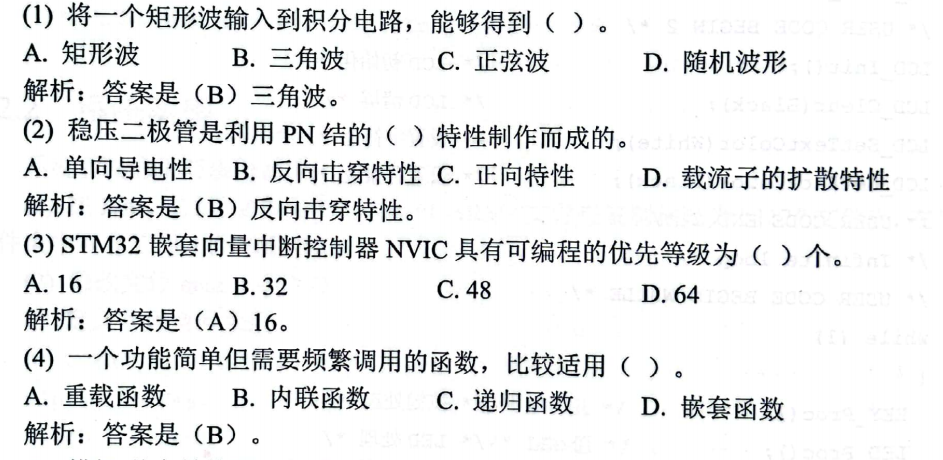 (1) 将一个矩形波输入到积分电路，能够得到（ ）。
A. 矩形波 B. 三角波 C. 正弦波 D. 随机波形
解析：答案是（B）三角波。
(2) 稳压二极管是利用 PN 结的（ ）特性制作而成的。
A. 单向导电性 B. 反向击穿特性 C. 正向特性 D. 载流子的扩散特性
解析：答案是（B）反向击穿特性。
(3) STM32 嵌套向量中断控制器 NVIC 具有可编程的优先等级为（ ）个。
A. 16 B. 32 C. 48 D. 64
解析：答案是（A）16。
(4) 一个功能简单但需要频繁调用的函数，比较适用（ ）。
A. 重载函数 B. 内联函数 C. 递归函数 D. 嵌套函数
解析：答案是（B）。